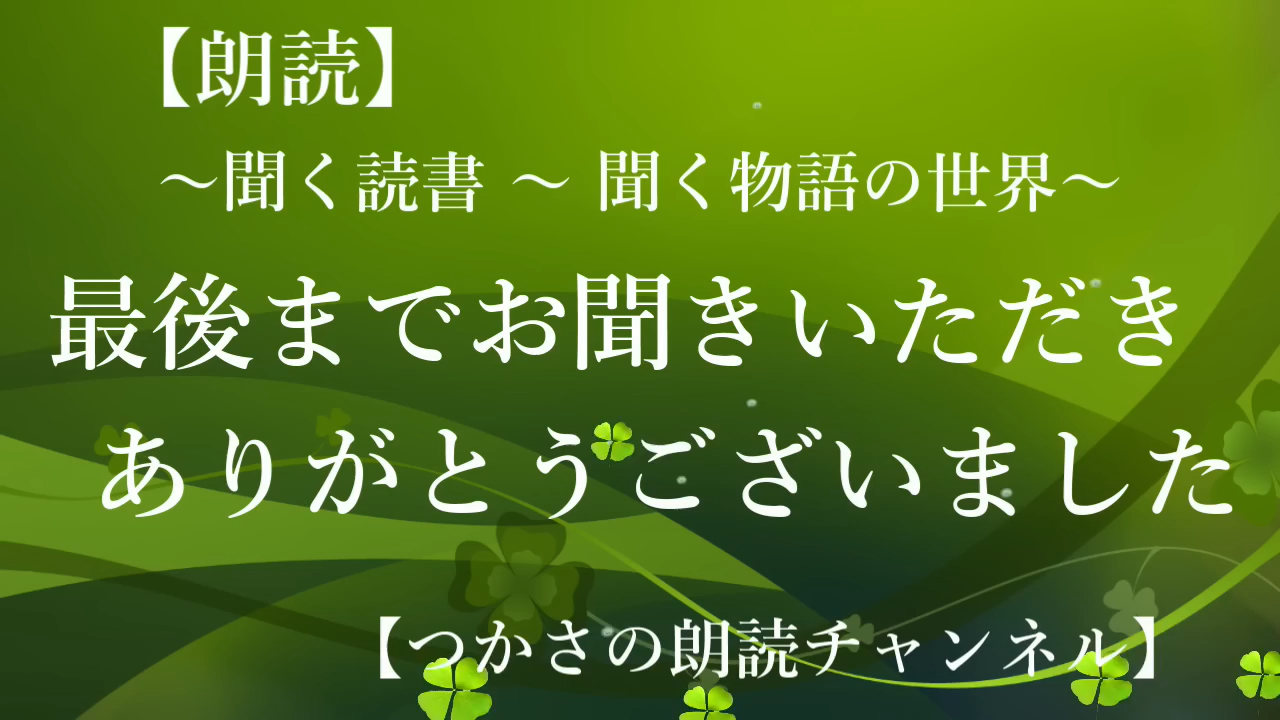 【朗読】
～聞く読書 ～ 聞く物語の世界～
最後までお聞きいただき
ありがとうございました
【つかさの朗読チャンネル】